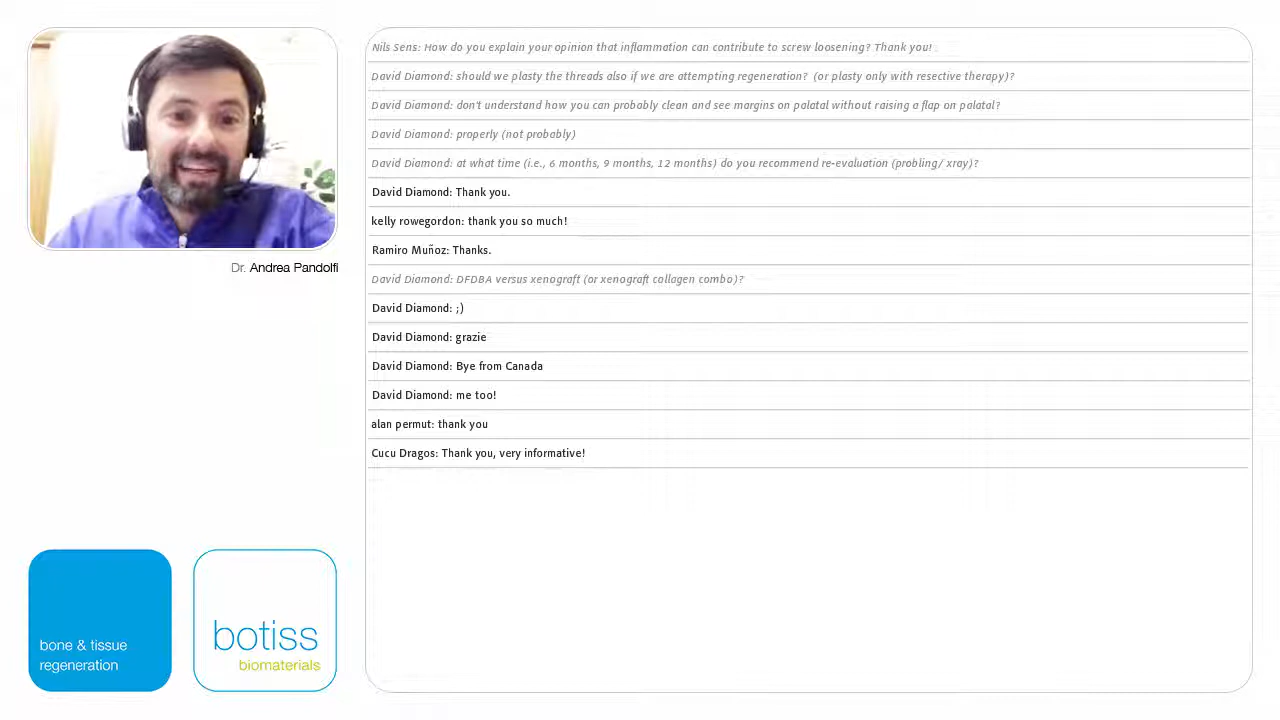 Nils Sens: How do you explain your opinion that inflammation can contribute to screw loosening? Thank you!
David Diamond: should we plasty the threads also if we are attempting regeneration? (or plasty only with resective therapy)?
David Diamond: don't understand how you can probably clean and see margins on palatal without raising a flap on palatal?
David Diamond: properly (not probably)
David Diamond: at what time (i.e., 6 months, 9 months, 12 months) do you recommend re-evaluation (probling/ xray)?
David Diamond: Thank you.
kelly rowegordon: thank you so much!
Ramiro Muñoz: Thanks.
David Diamond: DFDBA versus xenograft (or xenograft collagen combo)?
David Diamond: ;)
David Diamond: grazie
David Diamond: Bye from Canada
David Diamond: me too!
alan permut: thank you
Cucu Dragos: Thank you, very informative!
Dr. Andrea Pandolfi
bone & tissue
regeneration
botiss
biomaterials